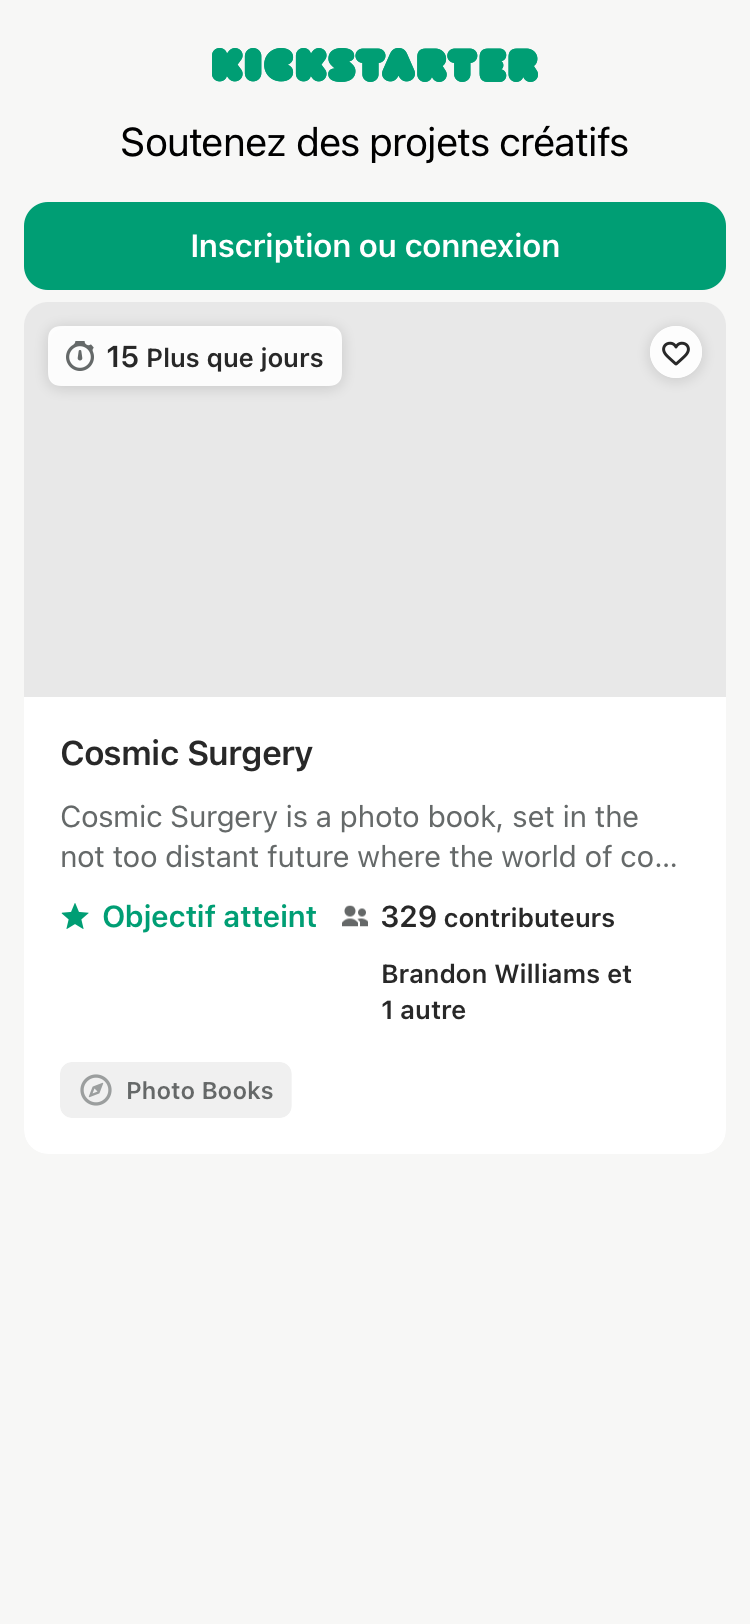 KICKSTARTER
Soutenez des projets créatifs
Inscription ou connexion
15 Plus que jours
Cosmic Surgery
Cosmic Surgery is a photo book, set in the
not too distant future where the world of co...
Objectif atteint
329 contributeurs
Brandon Williams et
1 autre
Photo Books